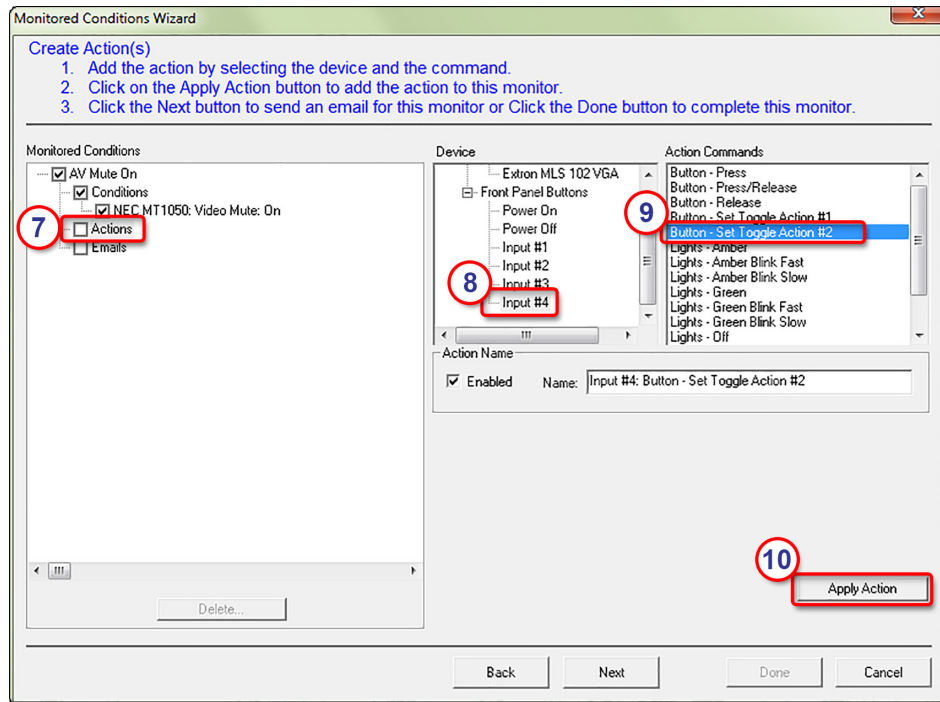 Monitored Conditions Wizard
x
Create Action(s)
1. Add the action by selecting the device and the command.
2. Click on the Apply Action button to add the action to this monitor.
3. Click the Next button to send an email for this monitor or Click the Done button to complete this monitor.
Monitored Conditions
AV Mute On
Conditions
NEC MT1050: Video Mute: On
7
Actions
Emails
Delete...
Device
Extron MLS 102 VGA
Front Panel Buttons
Power On
Power Off
Input #1
Input #2
8
Input #3
Input #4
Action Commands
Button - Press
Button - Press/Release
Button - Release
9
Button - Set Toggle Action #1
Button - Set Toggle Action #2
Lights - Amber
Lights - Amber Blink Fast
Lights - Amber Blink Slow
Lights - Green
Lights - Green Blink Fast
Lights - Green Blink Slow
Lights - Off
Action Name
Enabled Name: Input #4: Button - Set Toggle Action #2
10
Apply Action
Back Next Done Cancel